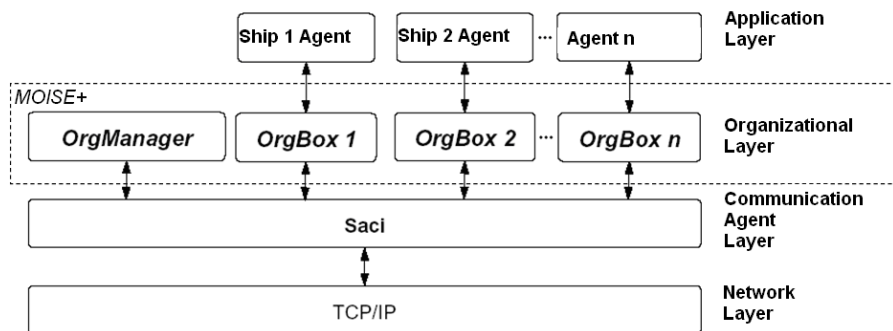 Ship 1 Agent
Ship 2 Agent
...
Agent n
Application
Layer
MOISE+
OrgManager
OrgBox 1
OrgBox 2
...
OrgBox n
Organizational
Layer
Saci
Communication
Agent
Layer
TCP/IP
Network
Layer